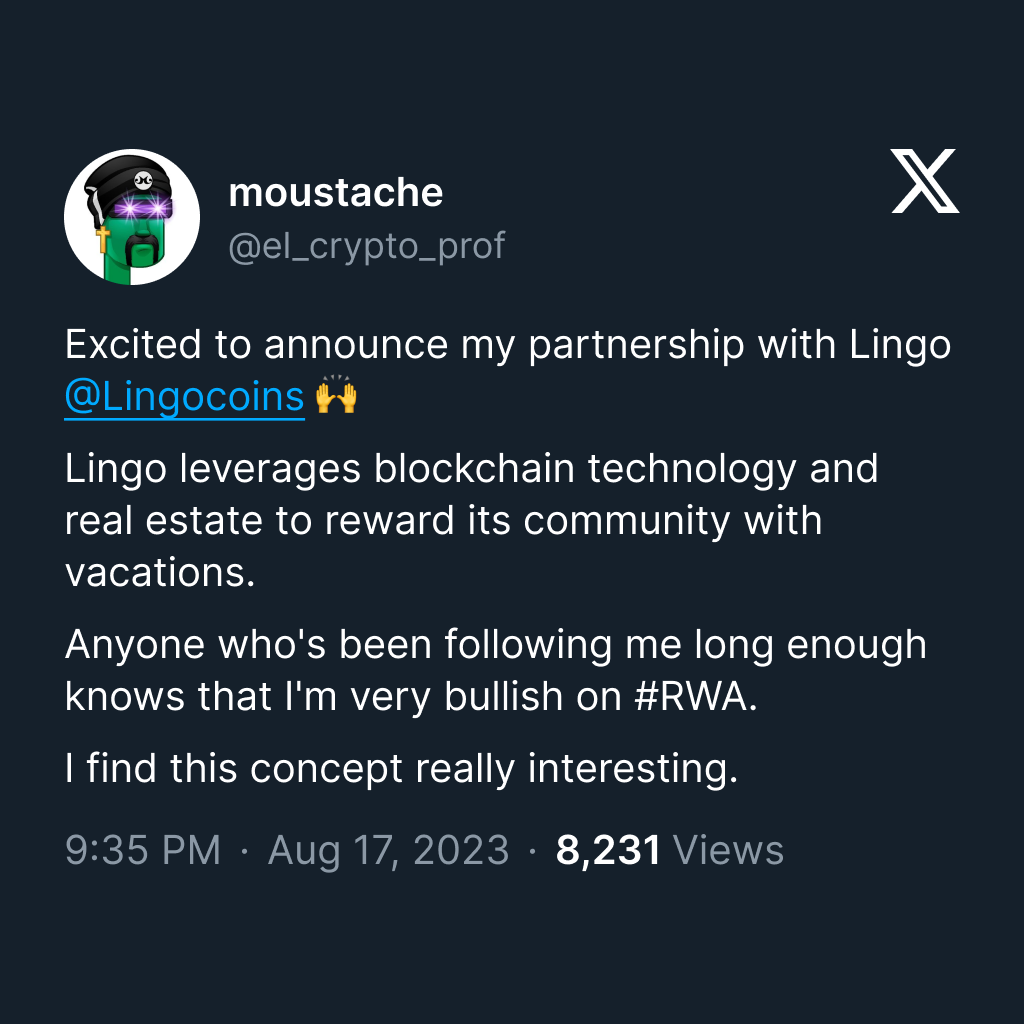 moustache
@el_crypto_prof
Excited to announce my partnership with Lingo
@Lingocoins 🙌
Lingo leverages blockchain technology and
real estate to reward its community with
vacations.
Anyone who's been following me long enough
knows that I'm very bullish on #RWA.
I find this concept really interesting.
9:35 PM · Aug 17, 2023 · 8,231 Views